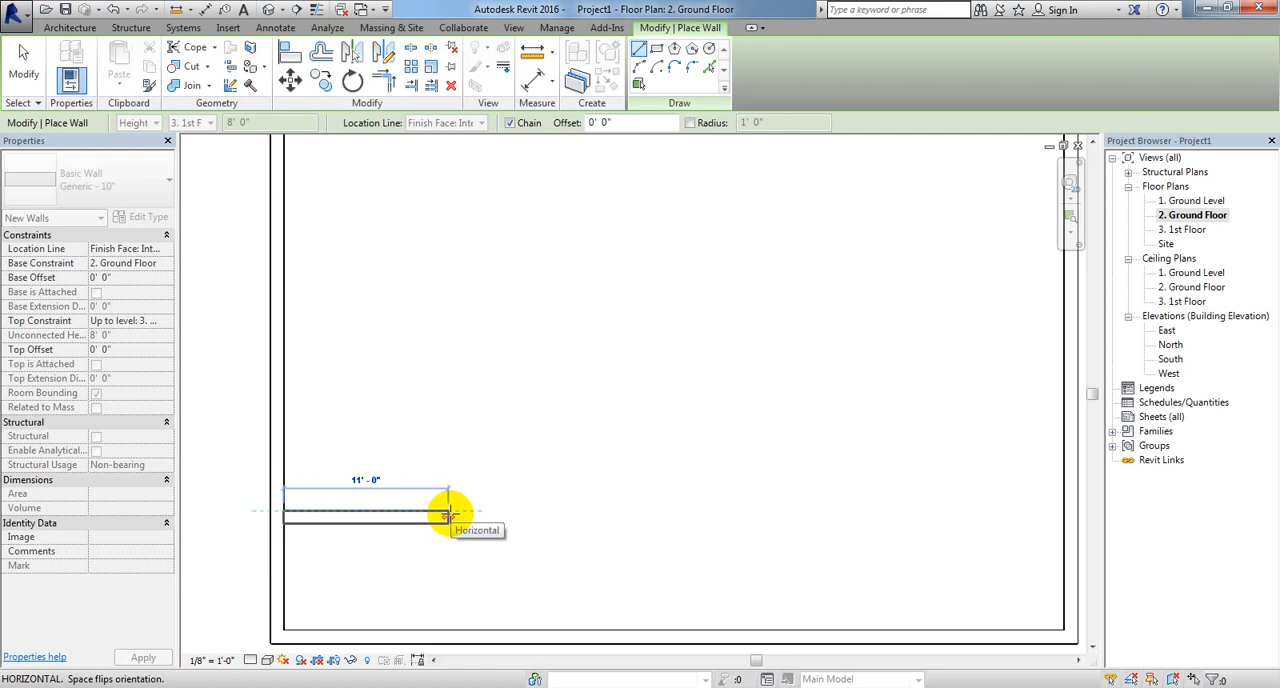 Autodesk Revit 2016 - Project1 - Floor Plan: 2. Ground Floor
Type a keyword or phrase
Sign In
Architecture Structure Systems Insert Annotate Analyze Massing & Site Collaborate View Manage Add-Ins Modify | Place Wall
Modify Paste Cope Cut Join
Select Properties Clipboard Geometry Modify View Measure Create Draw
Modify | Place Wall Height 3. 1st F 8' 0" Location Line: Finish Face: Inte Chain Offset: 0' 0" Radius: 1' 0"
Properties
Basic Wall
Generic - 10"
New Walls Edit Type
Constraints
Location Line Finish Face: Int...
Base Constraint 2. Ground Floor
Base Offset 0' 0"
Base is Attached
Base Extension D...
Top Constraint Up to level: 3. ...
Unconnected He... 8' 0"
Top Offset 0' 0"
Top is Attached
Top Extension Di...
Room Bounding
Related to Mass
Structural
Structural
Enable Analytical...
Structural Usage Non-bearing
Dimensions
Area
Volume
Identity Data
Image
Comments
Mark
Properties help Apply
11' - 0"
Horizontal
Project Browser - Project1
Views (all)
Structural Plans
Floor Plans
1. Ground Level
2. Ground Floor
3. 1st Floor
Site
Ceiling Plans
1. Ground Level
2. Ground Floor
3. 1st Floor
Elevations (Building Elevation)
East
North
South
West
Legends
Schedules/Quantities
Sheets (all)
Families
Groups
Revit Links
1/8" = 1'-0"
HORIZONTAL. Space flips orientation. :0 Main Model :0